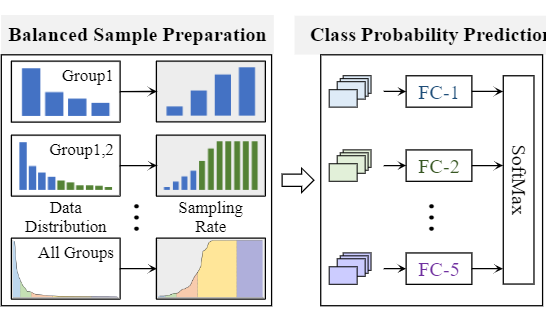 Balanced Sample Preparation
Group1
Group1,2
Data
Distribution
Sampling
Rate
All Groups
Class Probability Prediction
FC-1
FC-2
FC-5
SoftMax